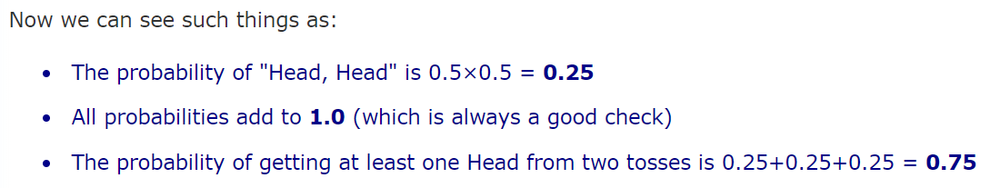 Now we can see such things as:
• The probability of "Head, Head" is 0.5×0.5 = 0.25
• All probabilities add to 1.0 (which is always a good check)
• The probability of getting at least one Head from two tosses is 0.25+0.25+0.25 = 0.75